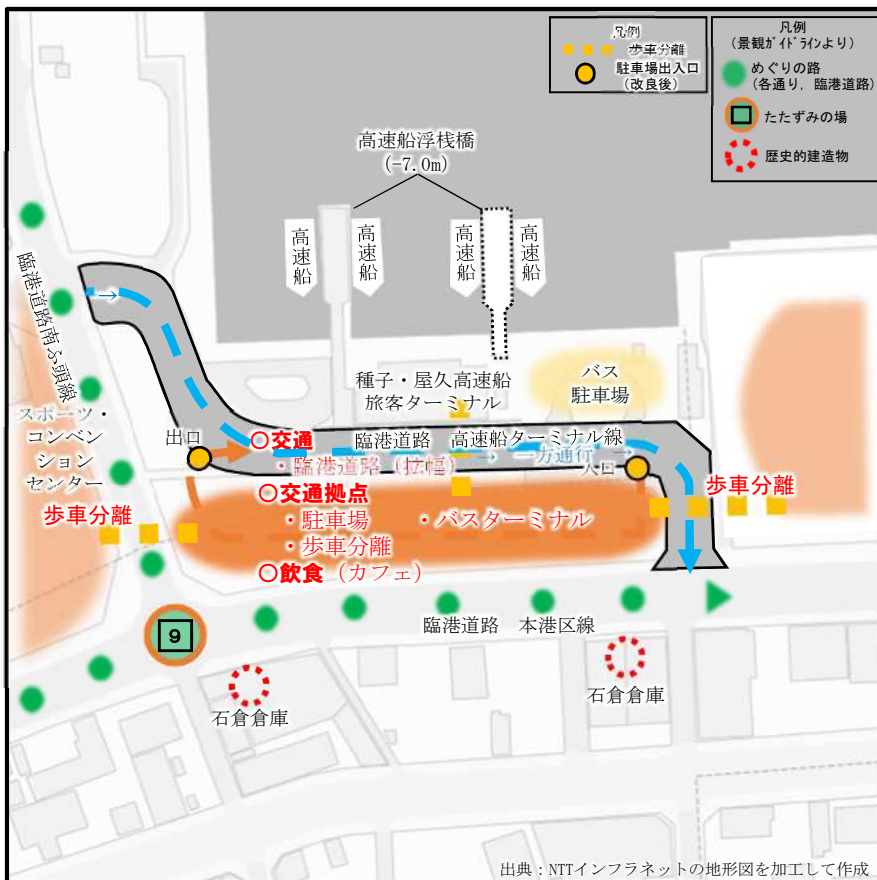 凡例
歩車分離
駐車場出入口
(改良後)
凡例
(景観ガイドラインより)
めぐりの路
(各通り，臨港道路)
たたずみの場
歴史的建造物
高速船浮桟橋
(-7.0m)
高速船
高速船
高速船
高速船
臨港道路南ふ頭線
種子・屋久高速船
旅客ターミナル
バス
駐車場
スポーツ・
コンベン
ション
センター
出口
○交通
臨港道路 高速船ターミナル線
・臨港道路（拡幅）
→ 一方通行 →
入口
○交通拠点
・駐車場 ・バスターミナル
・歩車分離
○飲食（カフェ）
歩車分離
歩車分離
臨港道路 本港区線
9
石倉倉庫
石倉倉庫
出典：NTTインフラネットの地形図を加工して作成